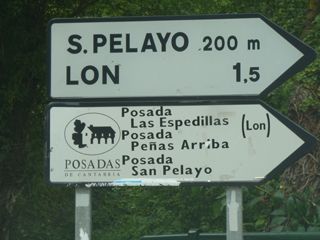 S. PELAYO 200 m
LON 1,5
Posada
Las Espedillas
Posada
Peñas Arriba
(Lon)
Posada
San Pelayo
POSADAS
DE CANTABRIA